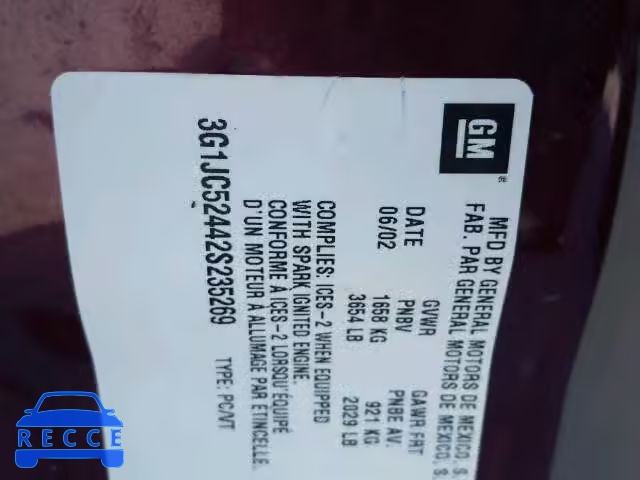 GM®
MFD BY GENERAL MOTORS DE MEXICO, S.
FAB. PAR GENERAL MOTORS DE MEXICO, S.
DATE GVWR GAWR FRT
06/02 PNBV PNBE AV.
1658 KG 921 KG
3654 LB 2029 LB
COMPLIES: ICES-2 WHEN EQUIPPED
WITH SPARK IGNITED ENGINE.
CONFORME À ICES-2 LORSQU'ÉQUIPÉ
D'UN MOTEUR À ALLUMAGE PAR ÉTINCELLE.
3G1JC52442S235269 TYPE: PC/VT
RECCE